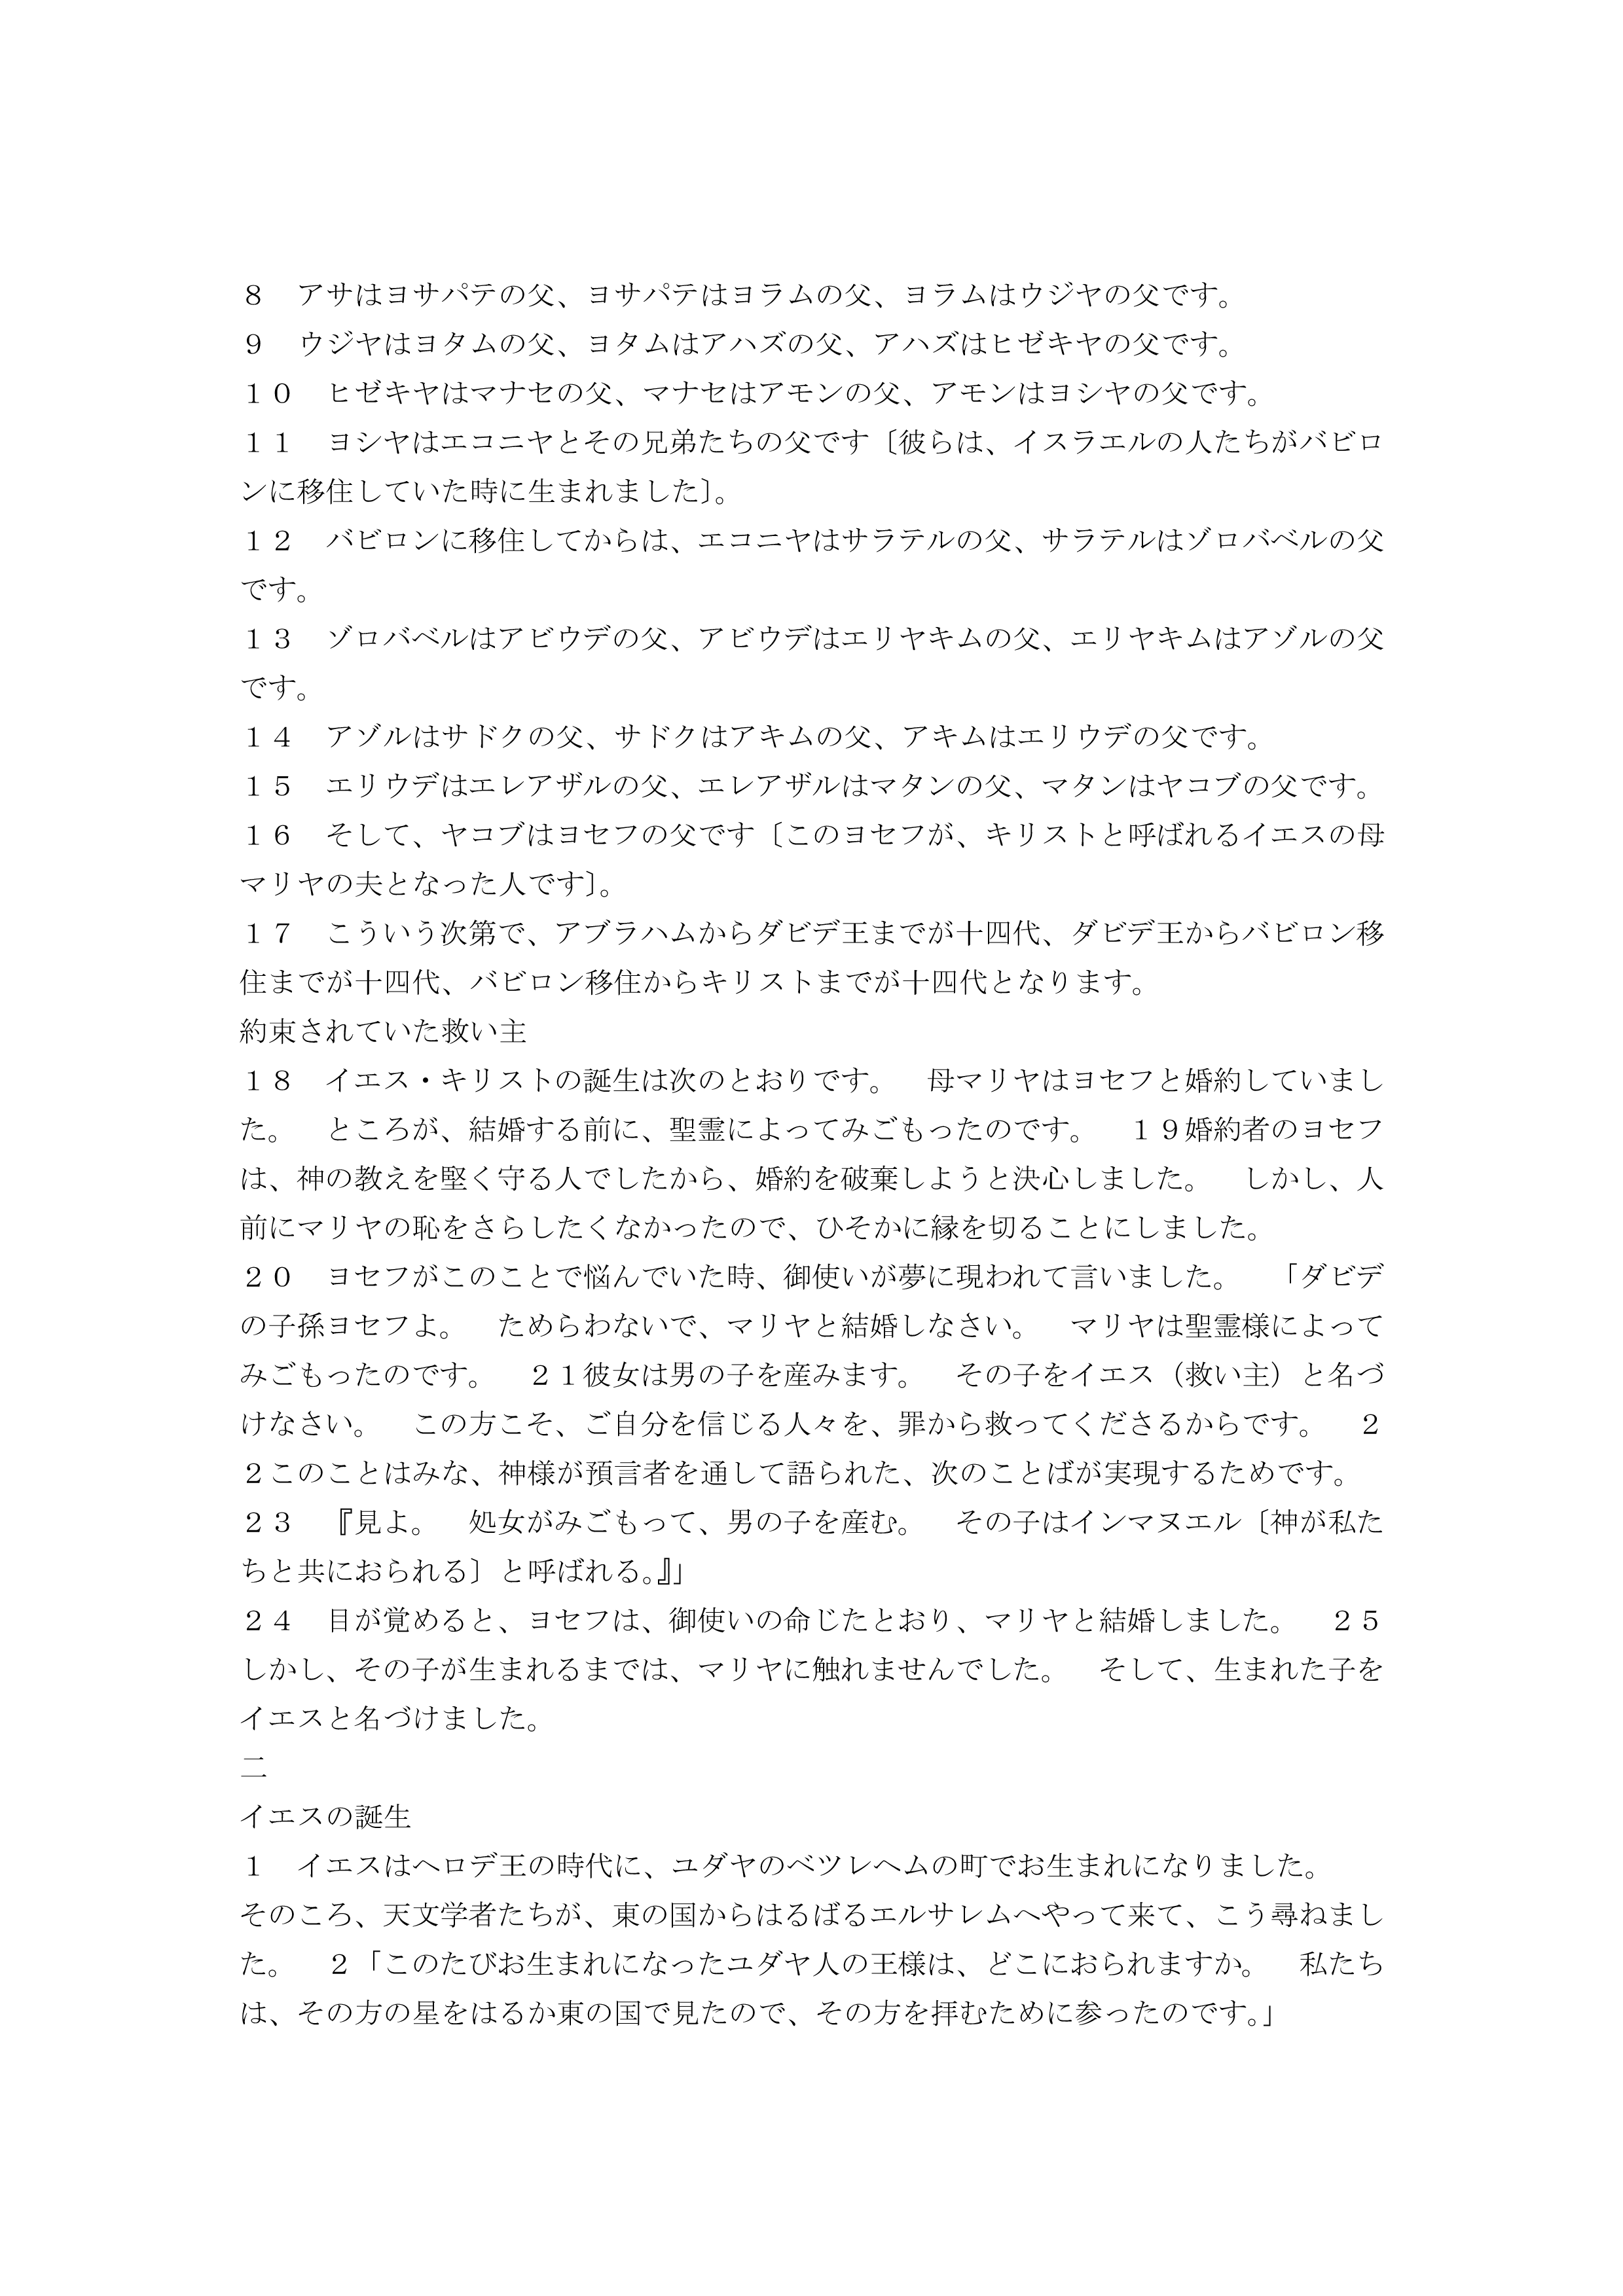 ８　アサはヨサパテの父、ヨサパテはヨラムの父、ヨラムはウジヤの父です。
９　ウジヤはヨタムの父、ヨタムはアハズの父、アハズはヒゼキヤの父です。
１０　ヒゼキヤはマナセの父、マナセはアモンの父、アモンはヨシヤの父です。
１１　ヨシヤはエコニヤとその兄弟たちの父です〔彼らは、イスラエルの人たちがバビロ
ンに移住していた時に生まれました〕。
１２　バビロンに移住してからは、エコニヤはサラテルの父、サラテルはゾロバベルの父
です。
１３　ゾロバベルはアビウデの父、アビウデはエリヤキムの父、エリヤキムはアゾルの父
です。
１４　アゾルはサドクの父、サドクはアキムの父、アキムはエリウデの父です。
１５　エリウデはエレアザルの父、エレアザルはマタンの父、マタンはヤコブの父です。
１６　そして、ヤコブはヨセフの父です〔このヨセフが、キリストと呼ばれるイエスの母
マリヤの夫となった人です〕。
１７　こういう次第で、アブラハムからダビデ王までが十四代、ダビデ王からバビロン移
住までが十四代、バビロン移住からキリストまでが十四代となります。
約束されていた救い主
１８　イエス・キリストの誕生は次のとおりです。　母マリヤはヨセフと婚約していまし
た。　ところが、結婚する前に、聖霊によってみごもったのです。　１９婚約者のヨセフ
は、神の教えを堅く守る人でしたから、婚約を破棄しようと決心しました。　しかし、人
前にマリヤの恥をさらしたくなかったので、ひそかに縁を切ることにしました。
２０　ヨセフがこのことで悩んでいた時、御使いが夢に現われて言いました。　「ダビデ
の子孫ヨセフよ。　ためらわないで、マリヤと結婚しなさい。　マリヤは聖霊様によって
みごもったのです。　２１彼女は男の子を産みます。　その子をイエス（救い主）と名づ
けなさい。　この方こそ、ご自分を信じる人々を、罪から救ってくださるからです。　２
２このことはみな、神様が預言者を通して語られた、次のことばが実現するためです。
２３　『見よ。　処女がみごもって、男の子を産む。　その子はインマヌエル〔神が私た
ちと共におられる〕と呼ばれる。』」
２４　目が覚めると、ヨセフは、御使いの命じたとおり、マリヤと結婚しました。　２５
しかし、その子が生まれるまでは、マリヤに触れませんでした。　そして、生まれた子を
イエスと名づけました。
二
イエスの誕生
１　イエスはヘロデ王の時代に、ユダヤのベツレヘムの町でお生まれになりました。
そのころ、天文学者たちが、東の国からはるばるエルサレムへやって来て、こう尋ねまし
た。　２「このたびお生まれになったユダヤ人の王様は、どこにおられますか。　私たち
は、その方の星をはるか東の国で見たので、その方を拝むために参ったのです。」